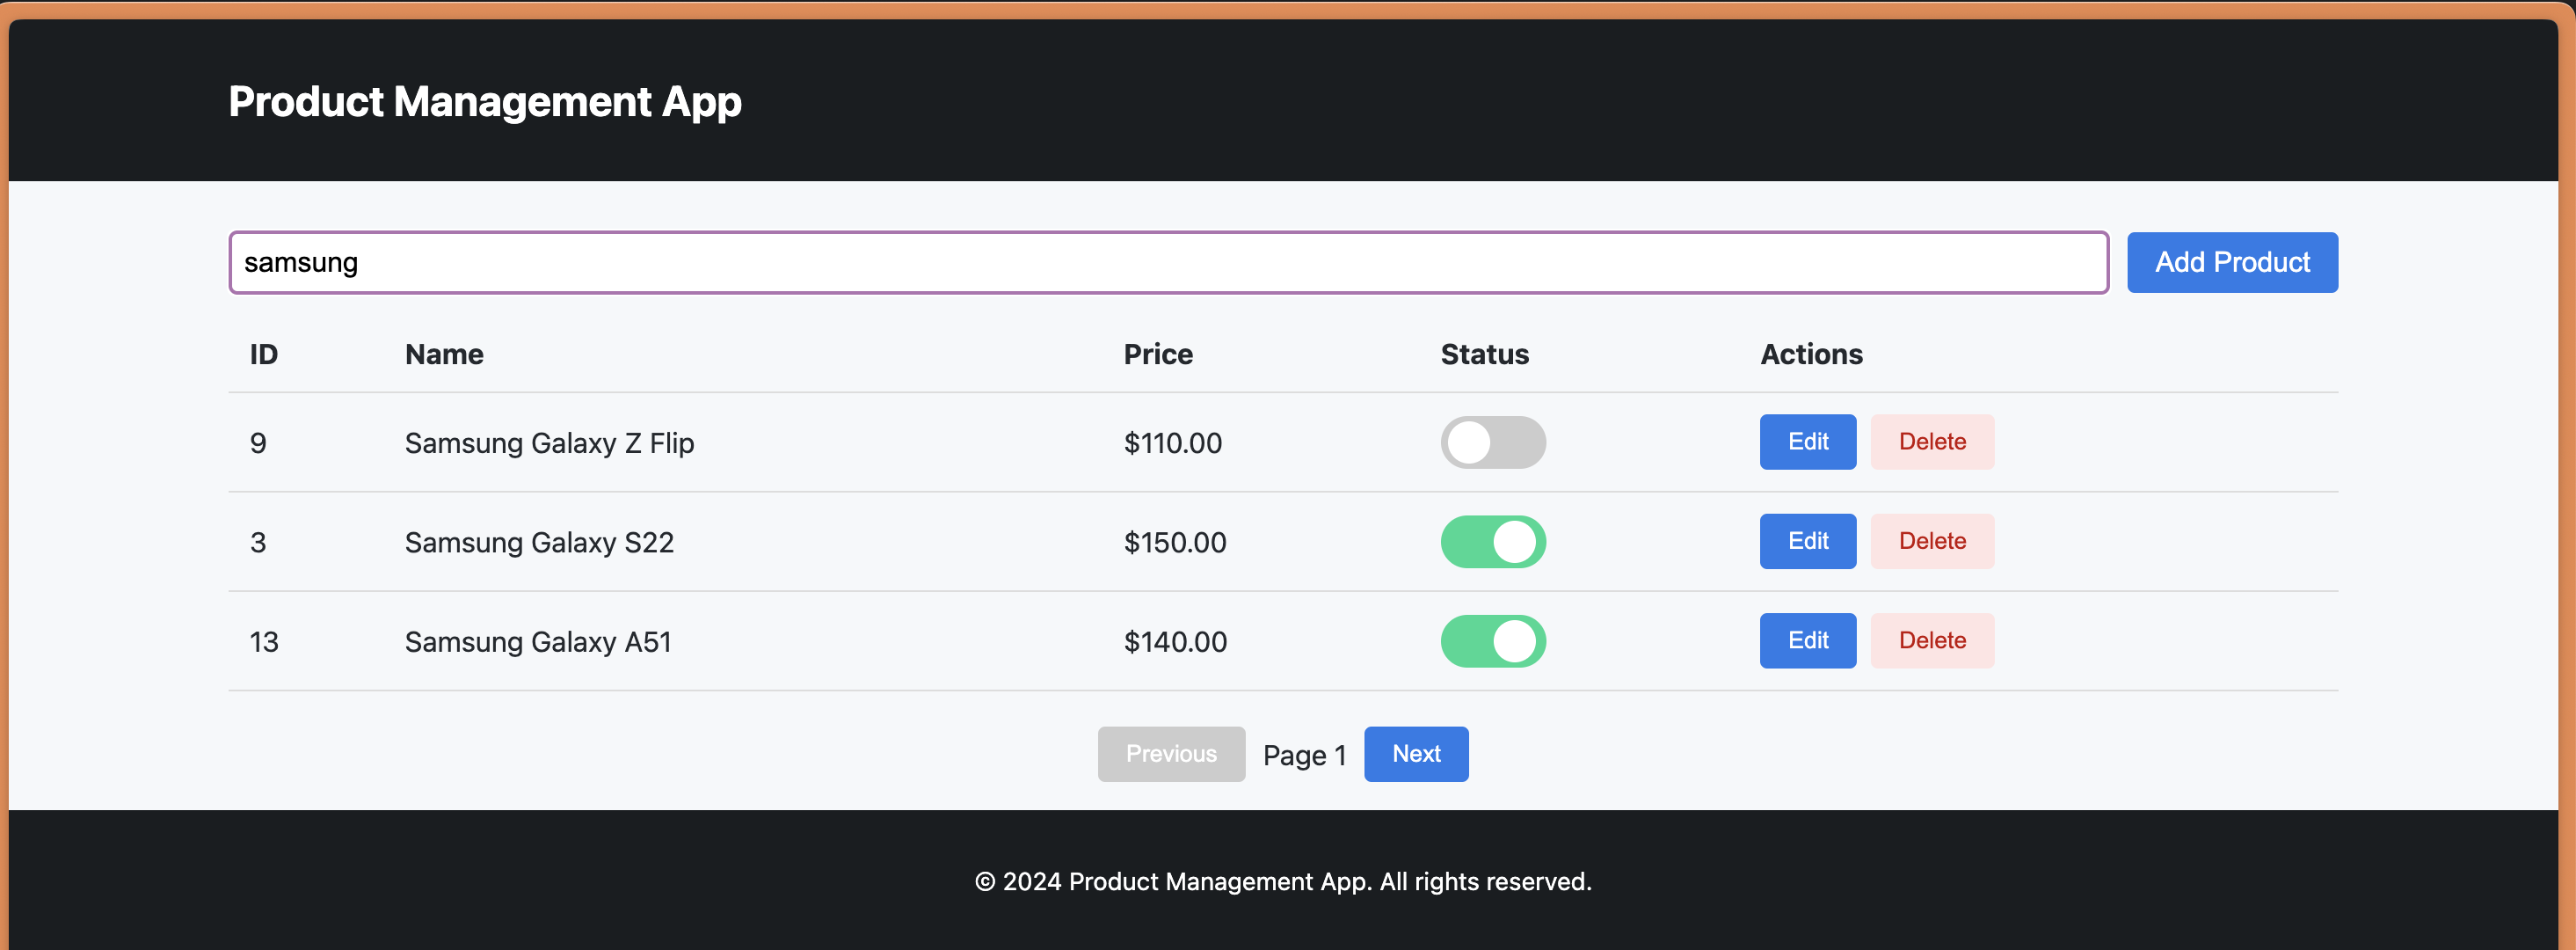 Product Management App
samsung Add Product
ID Name Price Status Actions
9 Samsung Galaxy Z Flip $110.00 Edit Delete
3 Samsung Galaxy S22 $150.00 Edit Delete
13 Samsung Galaxy A51 $140.00 Edit Delete
Previous Page 1 Next
© 2024 Product Management App. All rights reserved.